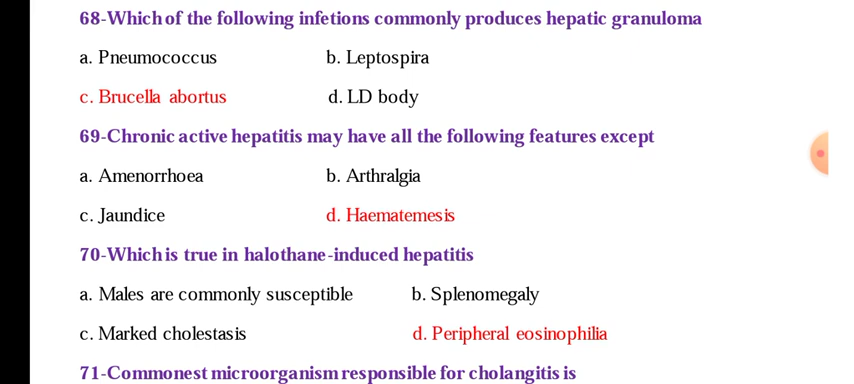 68-Which of the following infetions commonly produces hepatic granuloma
a. Pneumococcus b. Leptospira
c. Brucella abortus d. LD body
69-Chronic active hepatitis may have all the following features except
a. Amenorrhoea b. Arthralgia
c. Jaundice d. Haematemesis
70-Which is true in halothane-induced hepatitis
a. Males are commonly susceptible b. Splenomegaly
c. Marked cholestasis d. Peripheral eosinophilia
71-Commonest microorganism responsible for cholangitis is